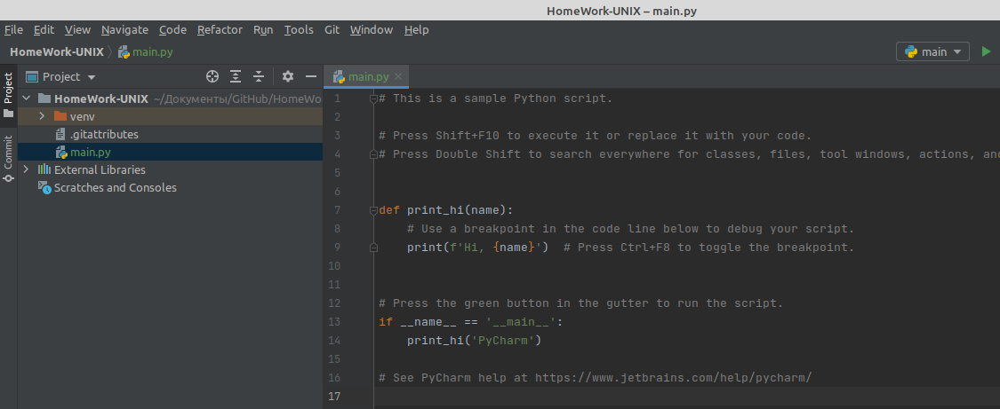 HomeWork-UNIX – main.py
File Edit View Navigate Code Refactor Run Tools Git Window Help
HomeWork-UNIX main.py main
Project
Commit
Project
HomeWork-UNIX ~/Документы/GitHub/HomeWo
venv
.gitattributes
main.py
External Libraries
Scratches and Consoles
main.py
1 # This is a sample Python script.
2
3 # Press Shift+F10 to execute it or replace it with your code.
4 # Press Double Shift to search everywhere for classes, files, tool windows, actions, and
5
6
7 def print_hi(name):
8 # Use a breakpoint in the code line below to debug your script.
9 print(f'Hi, {name}') # Press Ctrl+F8 to toggle the breakpoint.
10
11
12 # Press the green button in the gutter to run the script.
13 if __name__ == '__main__':
14 print_hi('PyCharm')
15
16 # See PyCharm help at https://www.jetbrains.com/help/pycharm/
17